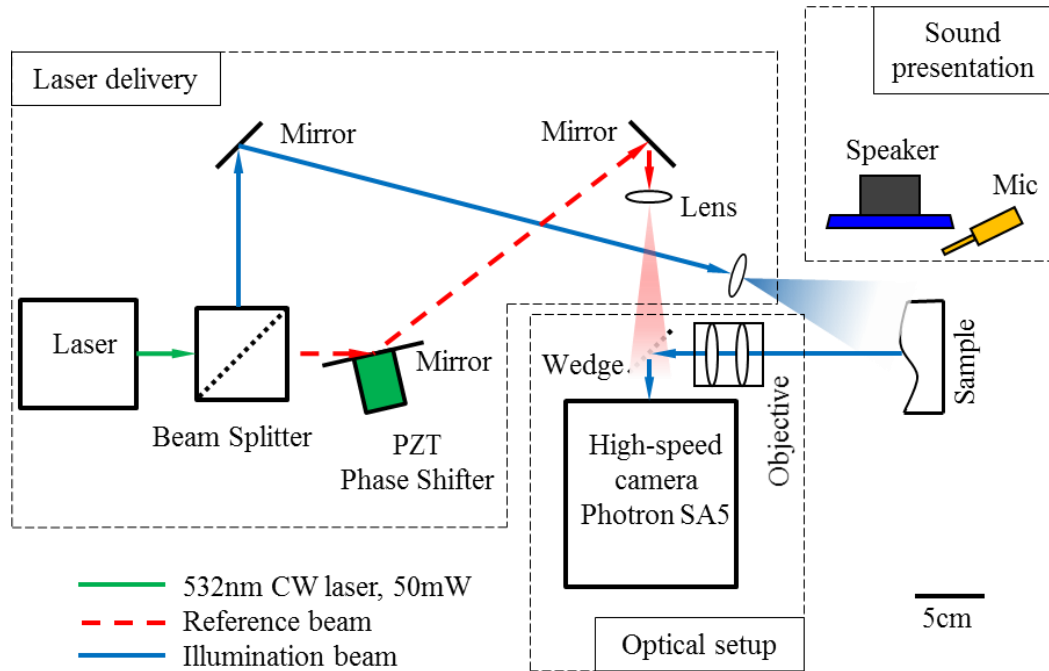 Sound
presentation
Laser delivery
Mirror
Mirror
Speaker
Mic
Lens
Laser
Mirror
Wedge
Sample
Beam Splitter
PZT
Phase Shifter
Objective
High-speed
camera
Photron SA5
532nm CW laser, 50mW
Reference beam
Illumination beam
5cm
Optical setup